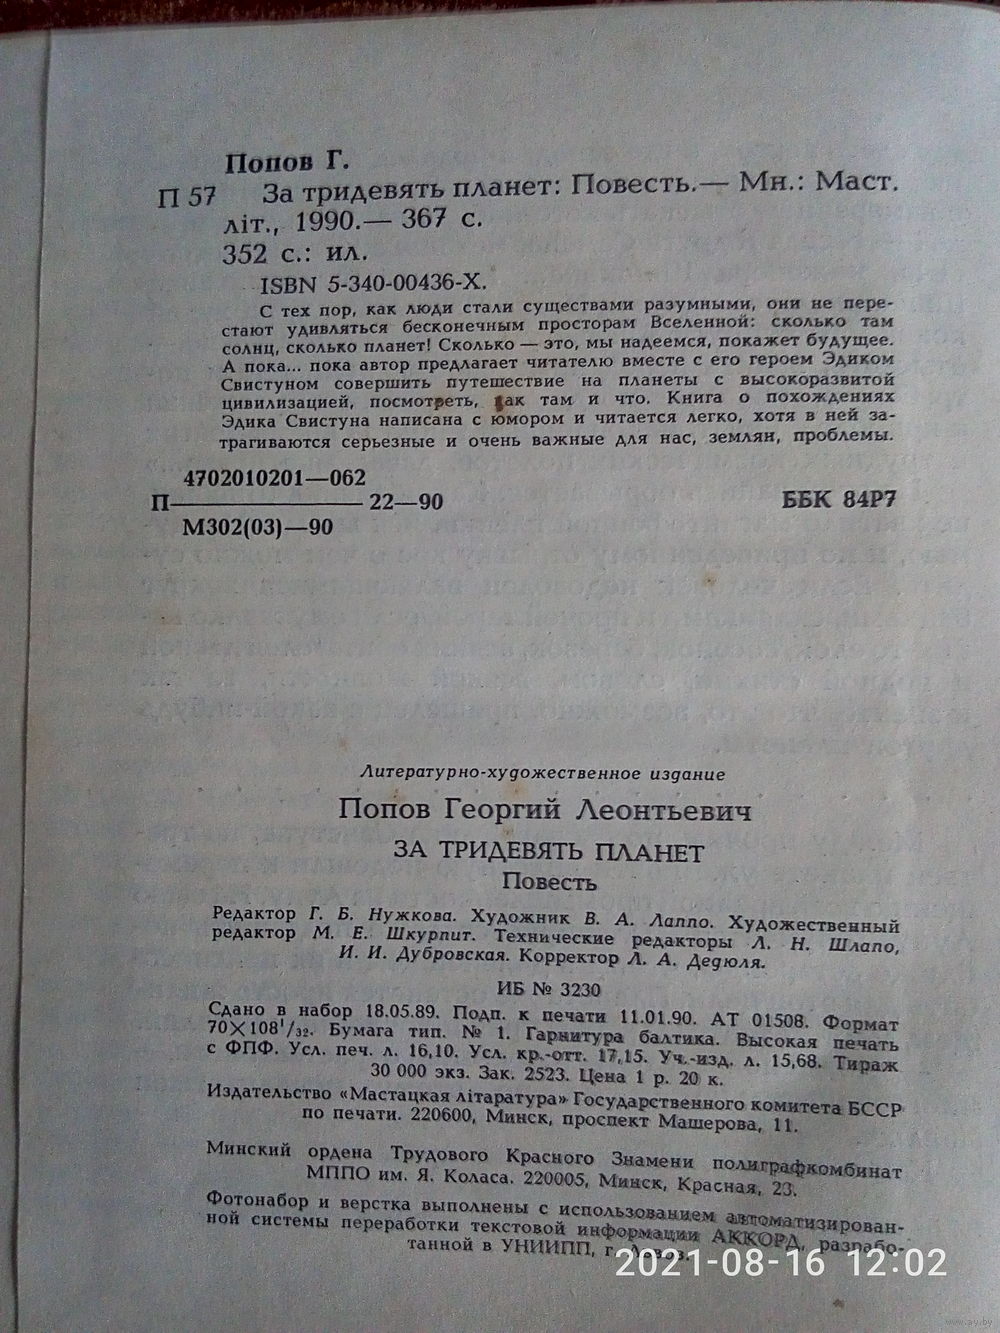 Попов Г.
П 57 За тридевять планет: Повесть.— Мн.: Маст.
літ., 1990.— 367 с.
352 с.: ил.
ISBN 5-340-00436-X.
С тех пор, как люди стали существами разумными, они не пере-
стают удивляться бесконечным просторам Вселенной: сколько там
солнц, сколько планет! Сколько — это, мы надеемся, покажет будущее.
А пока... пока автор предлагает читателю вместе с его героем Эдиком
Свистуном совершить путешествие на планеты с высокоразвитой
цивилизацией, посмотреть, как там и что. Книга о похождениях
Эдика Свистуна написана с юмором и читается легко, хотя в ней за-
трагиваются серьезные и очень важные для нас, землян, проблемы.
4702010201—062
П——————— 22—90 ББК 84Р7
М302(03)—90
Литературно-художественное издание
Попов Георгий Леонтьевич
ЗА ТРИДЕВЯТЬ ПЛАНЕТ
Повесть
Редактор Г. Б. Нужкова. Художник В. А. Лаппо. Художественный
редактор М. Е. Шкурпит. Технические редакторы Л. Н. Шлапо,
И. И. Дубровская. Корректор Л. А. Дедюля.
ИБ № 3230
Сдано в набор 18.05.89. Подп. к печати 11.01.90. АТ 01508. Формат
70×108¹/₃₂. Бумага тип. № 1. Гарнитура балтика. Высокая печать
с ФПФ. Усл. печ. л. 16,10. Усл. кр.-отт. 17,15. Уч.-изд. л. 15,68. Тираж
30 000 экз. Зак. 2523. Цена 1 р. 20 к.
Издательство «Мастацкая літаратура» Государственного комитета БССР
по печати. 220600, Минск, проспект Машерова, 11.
Минский ордена Трудового Красного Знамени полиграфкомбинат
МППО им. Я. Коласа. 220005, Минск, Красная, 23.
Фотонабор и верстка выполнены с использованием автоматизирован-
ной системы переработки текстовой информации АККОРД, разрабо-
танной в УНИИПП, г. Львов.
2021-08-16 12:02
www.ay.by